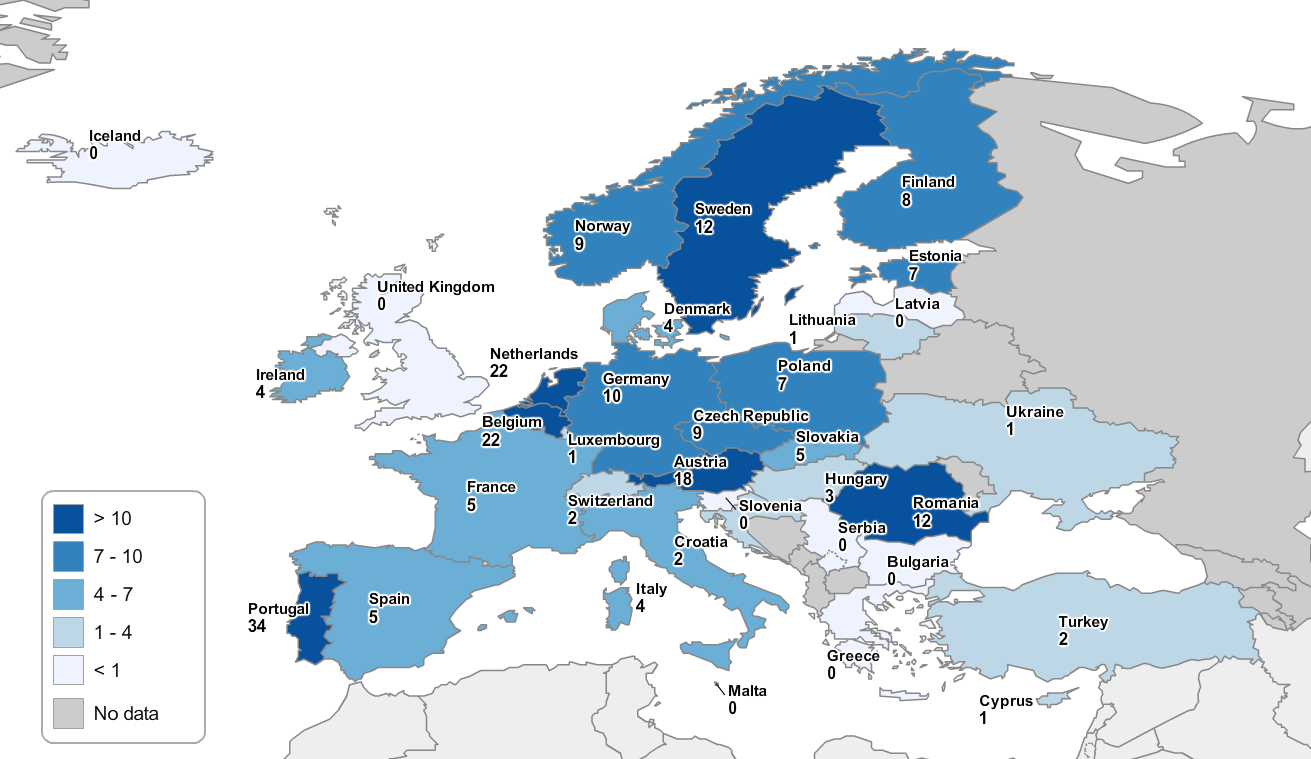 Iceland
0
Finland
8
Sweden
12
Norway
9
Estonia
7
United Kingdom
0
Latvia
0
Denmark
4
Lithuania
1
Netherlands
22
Poland
7
Ireland
4
Germany
10
Ukraine
1
Czech Republic
9
Belgium
22
Slovakia
5
Luxembourg
1
Austria
18
Hungary
3
France
5
Switzerland
2
Slovenia
0
Romania
12
Serbia
0
Croatia
2
Bulgaria
0
Italy
4
Spain
5
Portugal
34
Turkey
2
Greece
0
Malta
0
Cyprus
1
> 10
7 - 10
4 - 7
1 - 4
< 1
No data